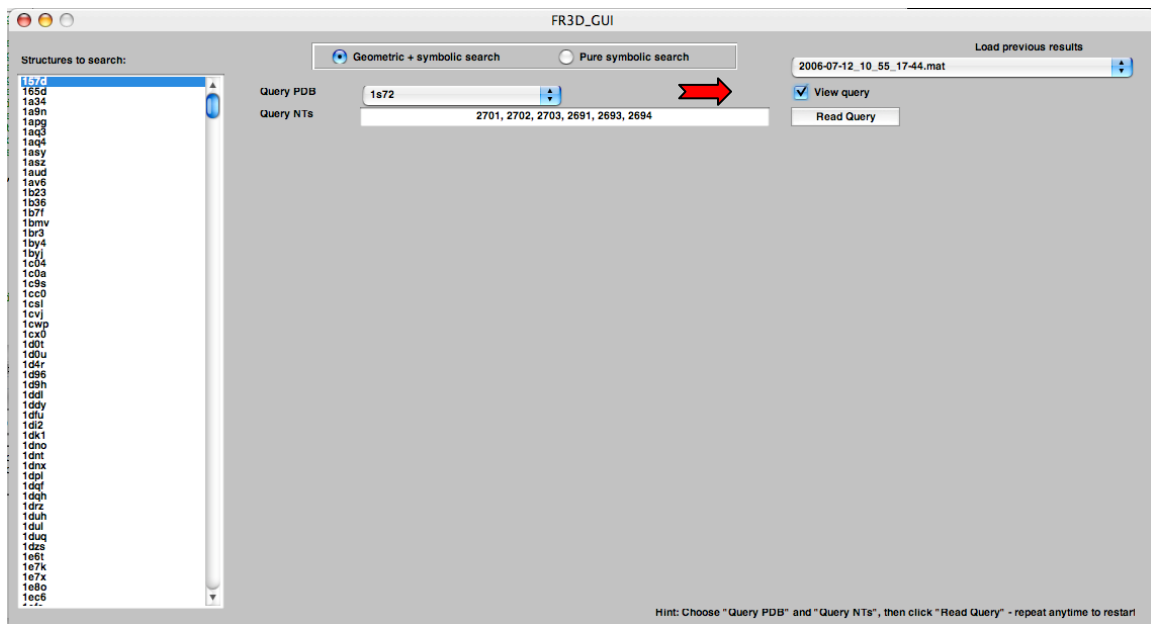 FR3D_GUI
Structures to search:
Geometric + symbolic search
Pure symbolic search
Load previous results
2006-07-12_10_55_17-44.mat
Query PDB
1s72
View query
Query NTs
2701, 2702, 2703, 2691, 2693, 2694
Read Query
157d
165d
1a34
1a9n
1apg
1aq3
1aq4
1asy
1asz
1aud
1av6
1b23
1b36
1b7f
1bmv
1br3
1by4
1byj
1c04
1c0a
1c9s
1cc0
1csl
1cvj
1cwp
1cx0
1d0t
1d0u
1d4r
1d96
1d9h
1ddl
1ddy
1dfu
1di2
1dk1
1dno
1dnt
1dnx
1dpl
1dqf
1dqh
1drz
1duh
1dul
1duq
1dzs
1e6t
1e7k
1e7x
1e8o
1ec6
Hint: Choose "Query PDB" and "Query NTs", then click "Read Query" - repeat anytime to restart